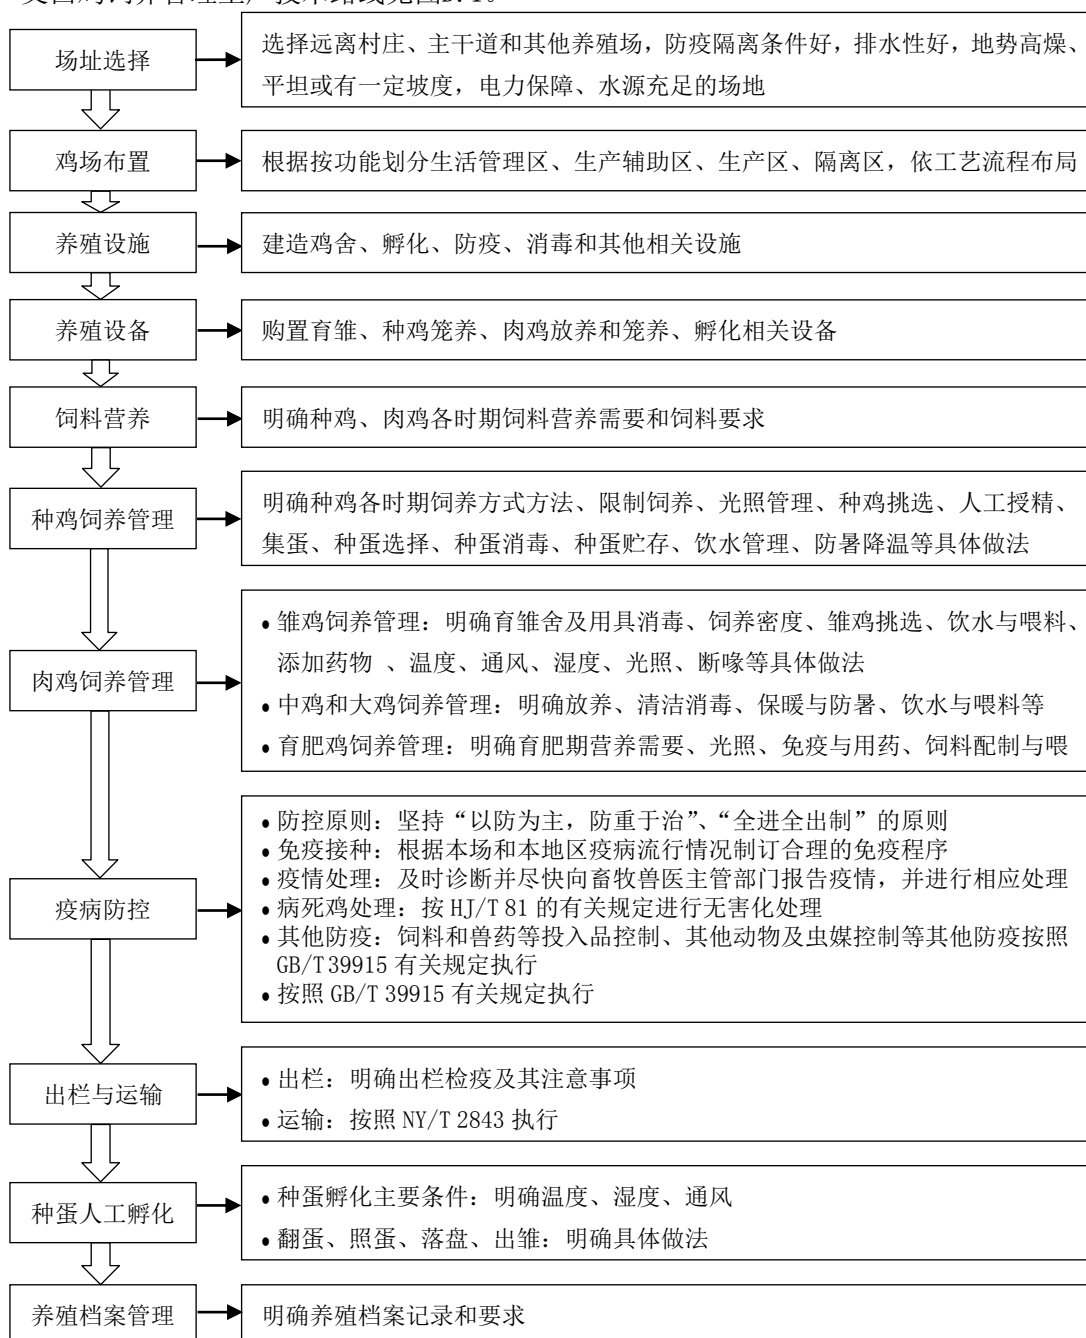 场址选择
选择远离村庄、主干道和其他养殖场，防疫隔离条件好，排水性好，地势高燥、
平坦或有一定坡度，电力保障、水源充足的场地
鸡场布置
根据按功能划分生活管理区、生产辅助区、生产区、隔离区，依工艺流程布局
养殖设施
建造鸡舍、孵化、防疫、消毒和其他相关设施
养殖设备
购置育雏、种鸡笼养、肉鸡放养和笼养、孵化相关设备
饲料营养
明确种鸡、肉鸡各时期饲料营养需要和饲料要求
种鸡饲养管理
明确种鸡各时期饲养方式方法、限制饲养、光照管理、种鸡挑选、人工授精、
集蛋、种蛋选择、种蛋消毒、种蛋贮存、饮水管理、防暑降温等具体做法
肉鸡饲养管理
•雏鸡饲养管理：明确育雏舍及用具消毒、饲养密度、雏鸡挑选、饮水与喂料、
添加药物 、温度、通风、湿度、光照、断喙等具体做法
•中鸡和大鸡饲养管理：明确放养、清洁消毒、保暖与防暑、饮水与喂料等
•育肥鸡饲养管理：明确育肥期营养需要、光照、免疫与用药、饲料配制与喂
疫病防控
•防控原则：坚持“以防为主，防重于治”、“全进全出制”的原则
•免疫接种：根据本场和本地区疫病流行情况制订合理的免疫程序
•疫情处理：及时诊断并尽快向畜牧兽医主管部门报告疫情，并进行相应处理
•病死鸡处理：按 HJ/T 81 的有关规定进行无害化处理
•其他防疫：饲料和兽药等投入品控制、其他动物及虫媒控制等其他防疫按照
GB/T 39915 有关规定执行
•按照 GB/T 39915 有关规定执行
出栏与运输
•出栏：明确出栏检疫及其注意事项
•运输：按照 NY/T 2843 执行
种蛋人工孵化
•种蛋孵化主要条件：明确温度、湿度、通风
•翻蛋、照蛋、落盘、出雏：明确具体做法
养殖档案管理
明确养殖档案记录和要求